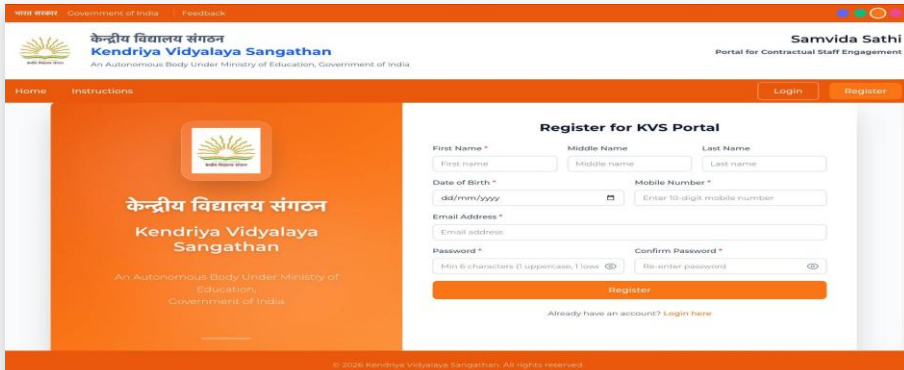 भारत सरकार Government of India Feedback
केन्द्रीय विद्यालय संगठन
Kendriya Vidyalaya Sangathan
An Autonomous Body Under Ministry of Education, Government of India
Samvida Sathi
Portal for Contractual Staff Engagement
Home Instructions Login Register
केन्द्रीय विद्यालय संगठन
Kendriya Vidyalaya
Sangathan
An Autonomous Body Under Ministry of
Education,
Government of India
Register for KVS Portal
First Name * Middle Name Last Name
First name Middle name Last name
Date of Birth * Mobile Number *
dd/mm/yyyy Enter 10-digit mobile number
Email Address *
Email address
Password * Confirm Password *
Min 6 characters (1 uppercase, 1 lowe Re-enter password
Register
Already have an account? Login here
© 2026 Kendriya Vidyalaya Sangathan. All rights reserved.